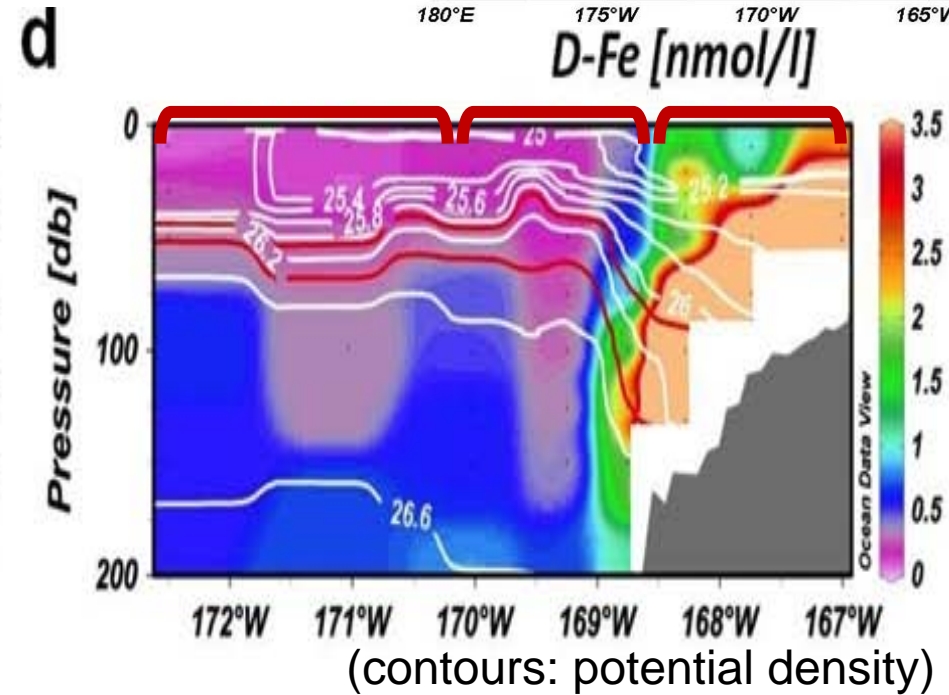 180°E 175°W 170°W 165°W
d
D-Fe [nmol/l]
0
100
200
Pressure [db]
25
25.4
25.8
25.6
25.2
26.2
26
26.6
3.5
3
2.5
2
1.5
1
0.5
0
Ocean Data View
172°W 171°W 170°W 169°W 168°W 167°W
(contours: potential density)